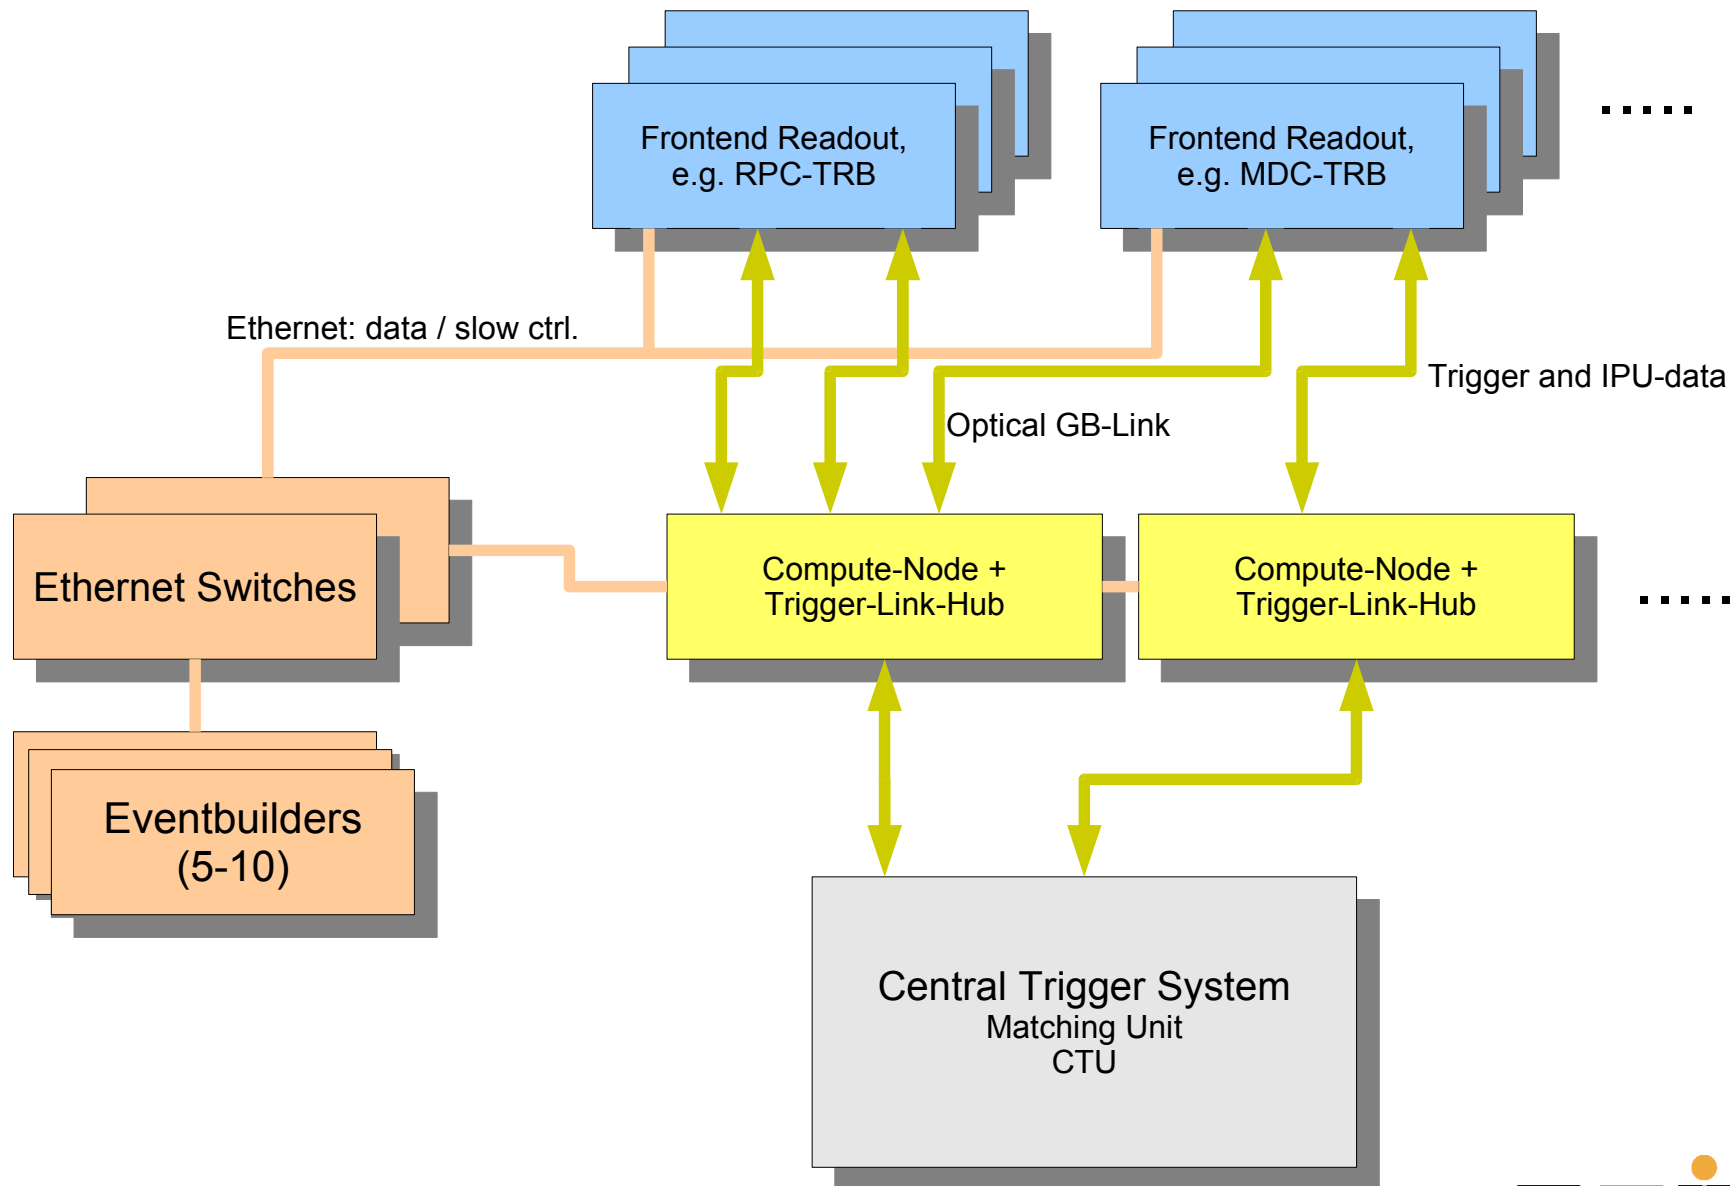 Frontend Readout,
e.g. RPC-TRB
Frontend Readout,
e.g. MDC-TRB
Ethernet: data / slow ctrl.
Trigger and IPU-data
Optical GB-Link
Ethernet Switches
Compute-Node +
Trigger-Link-Hub
Compute-Node +
Trigger-Link-Hub
Eventbuilders
(5-10)
Central Trigger System
Matching Unit
CTU